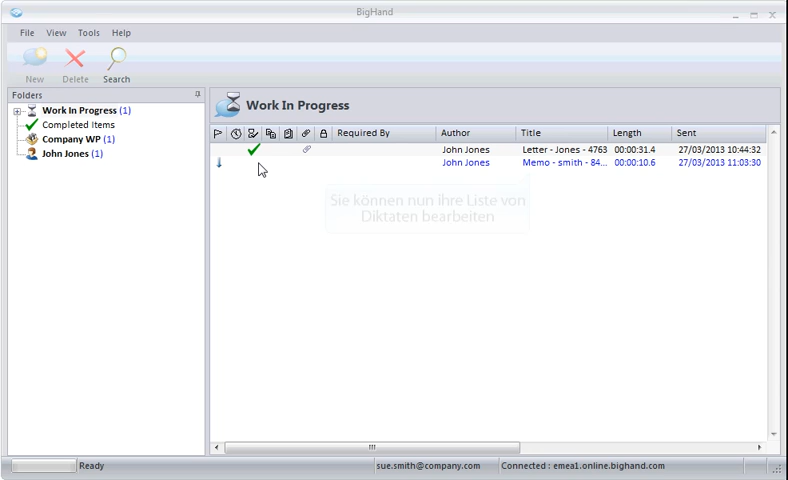 BigHand
File View Tools Help
New Delete Search
Folders
Work In Progress (1)
Completed Items
Company WP (1)
John Jones (1)
Work In Progress
Required By Author Title Length Sent
John Jones Letter - Jones - 4763 00:00:31.4 27/03/2013 10:44:32
John Jones Memo - smith - 84... 00:00:10.6 27/03/2013 11:03:30
Sie können nun Ihre Liste von
Diktaten bearbeiten
Ready sue.smith@company.com Connected : emea1.online.bighand.com